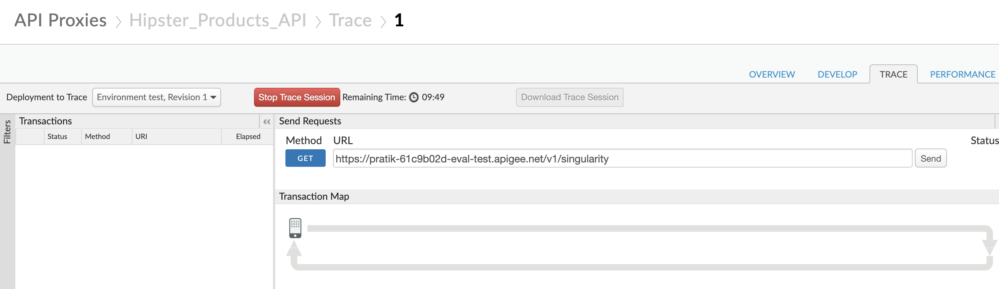 API Proxies > Hipster_Products_API > Trace > 1
OVERVIEW DEVELOP TRACE PERFORMANCE
Deployment to Trace Environment test, Revision 1 Stop Trace Session Remaining Time: 09:49 Download Trace Session
Filters
Transactions «
Status Method URI Elapsed
Send Requests
Method URL Status
GET https://pratik-61c9b02d-eval-test.apigee.net/v1/singularity Send
Transaction Map